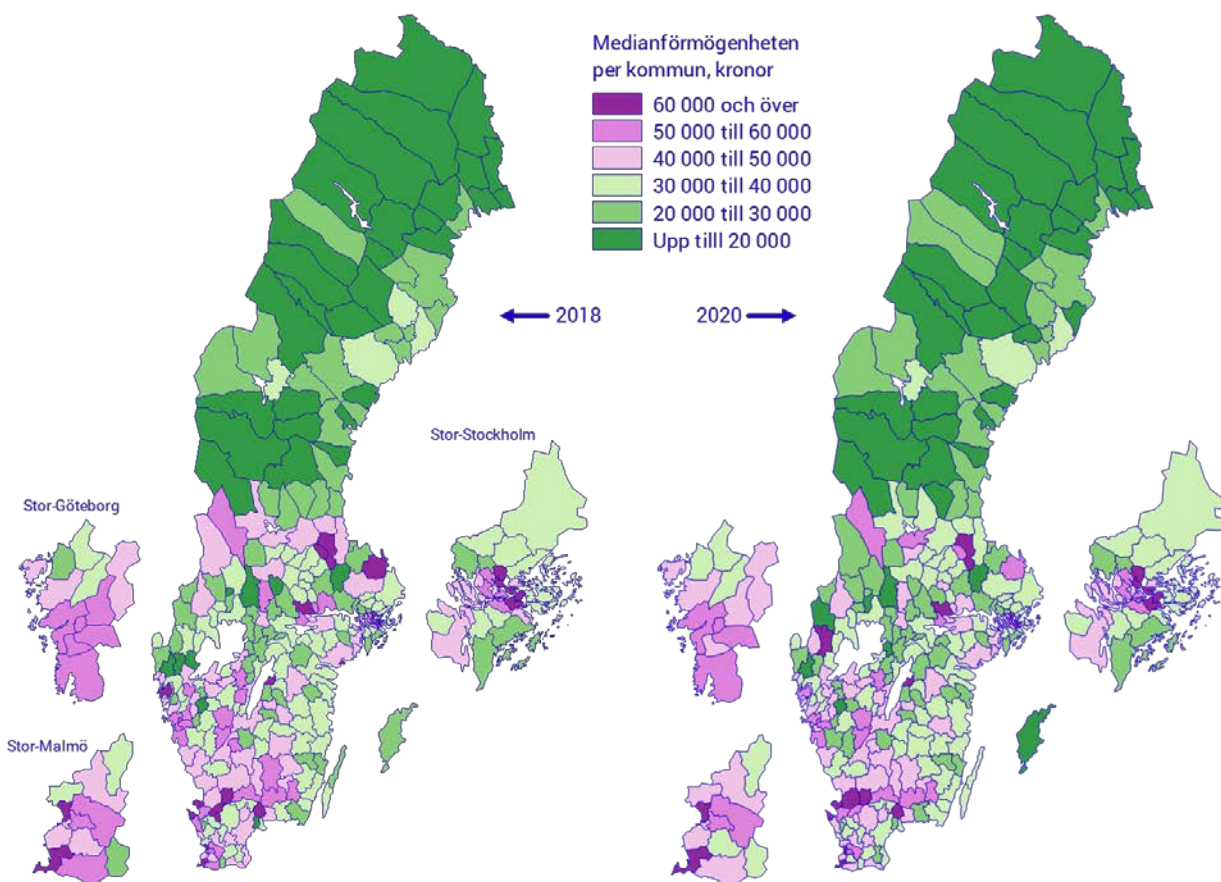 Medianförmögenheten
per kommun, kronor
60 000 och över
50 000 till 60 000
40 000 till 50 000
30 000 till 40 000
20 000 till 30 000
Upp tilll 20 000
2018
2020
Stor-Stockholm
Stor-Göteborg
Stor-Malmö